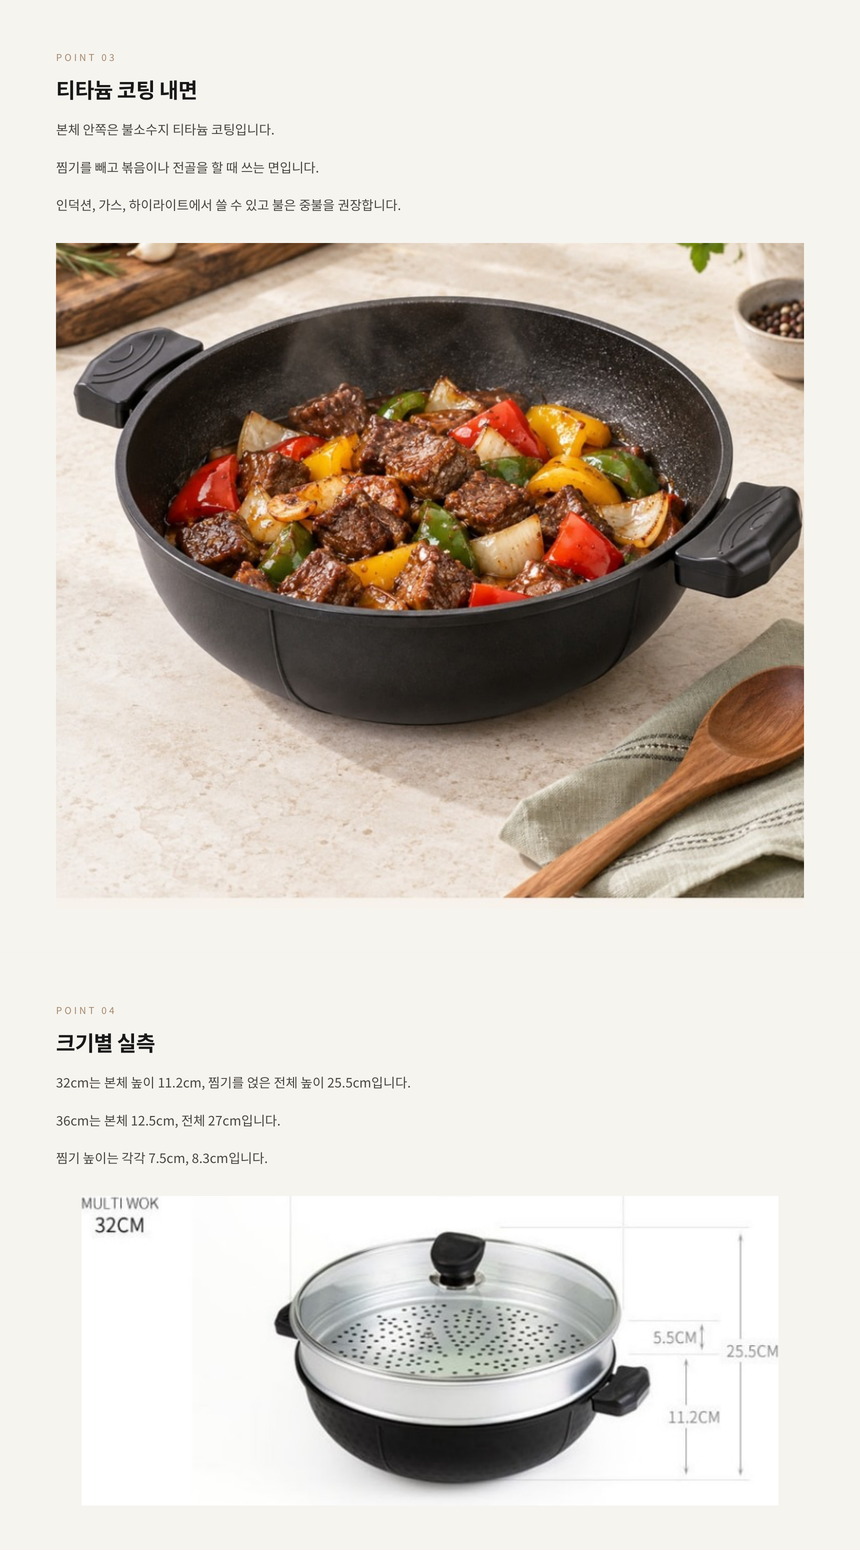 POINT 03
티타늄 코팅 내면
본체 안쪽은 불소수지 티타늄 코팅입니다.
찜기를 빼고 볶음이나 전골을 할 때 쓰는 면입니다.
인덕션, 가스, 하이라이트에서 쓸 수 있고 불은 중불을 권장합니다.
POINT 04
크기별 실측
32cm는 본체 높이 11.2cm, 찜기를 얹은 전체 높이 25.5cm입니다.
36cm는 본체 12.5cm, 전체 27cm입니다.
찜기 높이는 각각 7.5cm, 8.3cm입니다.
MULTI WOK
32CM
5.5CM
25.5CM
11.2CM